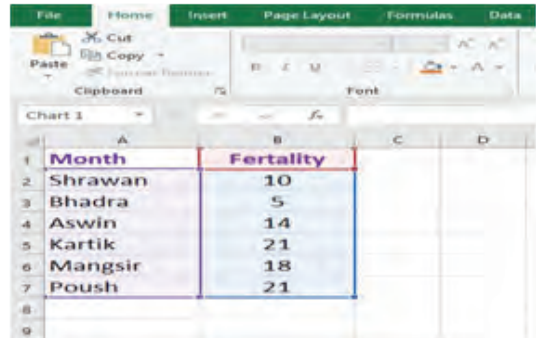 File Home Insert Page Layout Formulas Data
Cut
Copy
Paste
Clipboard Font
Chart 1 fx
A B C D
1 Month Fertality
2 Shrawan 10
3 Bhadra 5
4 Aswin 14
5 Kartik 21
6 Mangsir 18
7 Poush 21
8
9